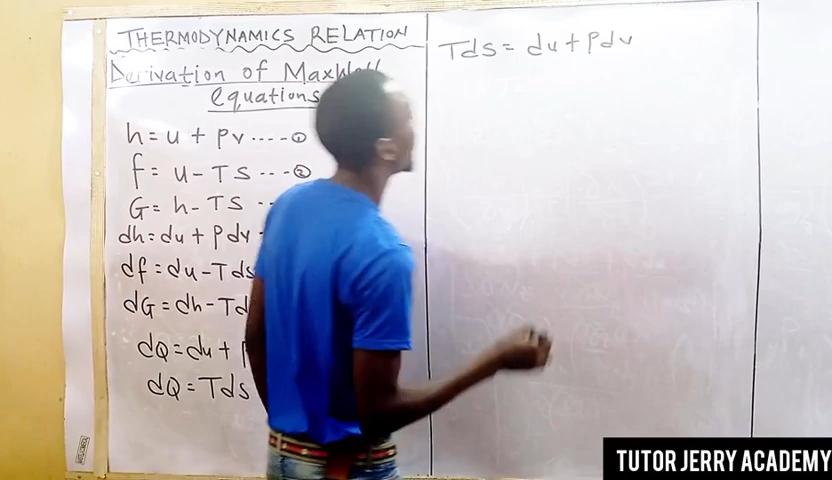 THERMODYNAMICS RELATION
Derivation of Maxwell
equations
h = u + pv ----①
f = u - TS ---②
G = h - TS --
dh = du + Pdv
df = du - Tds
dG = dh - Td
dQ = du +
dQ = Tds
Tds = du + Pdv
TUTOR JERRY ACADEMY